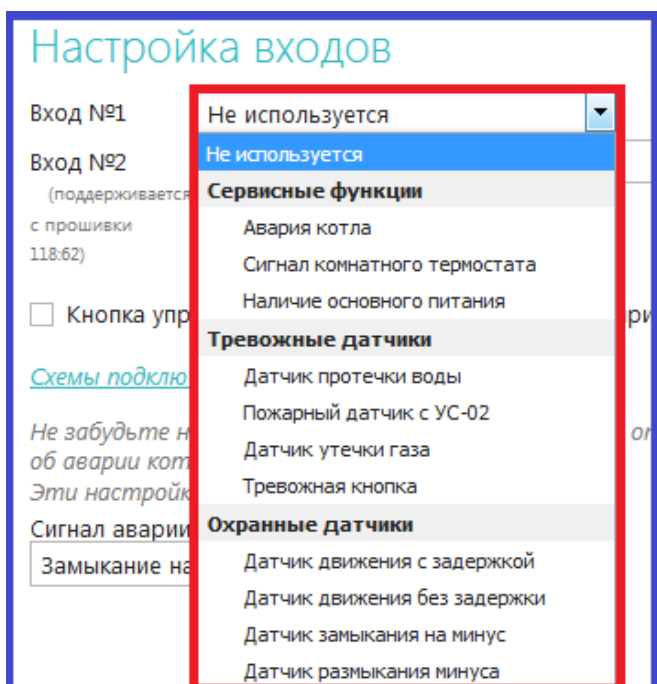 Настройка входов
Вход №1
Не используется
Вход №2
(поддерживается
с прошивки
118:62)
Не используется
Сервисные функции
Авария котла
Сигнал комнатного термостата
Наличие основного питания
Кнопка упр
ри
Тревожные датчики
Датчик протечки воды
Схемы подклю
Пожарный датчик с УС-02
Не забудьте н
от
Датчик утечки газа
об аварии кот
Тревожная кнопка
Эти настройк
Охранные датчики
Сигнал аварии
Датчик движения с задержкой
Замыкание на
Датчик движения без задержки
Датчик замыкания на минус
Датчик размыкания минуса